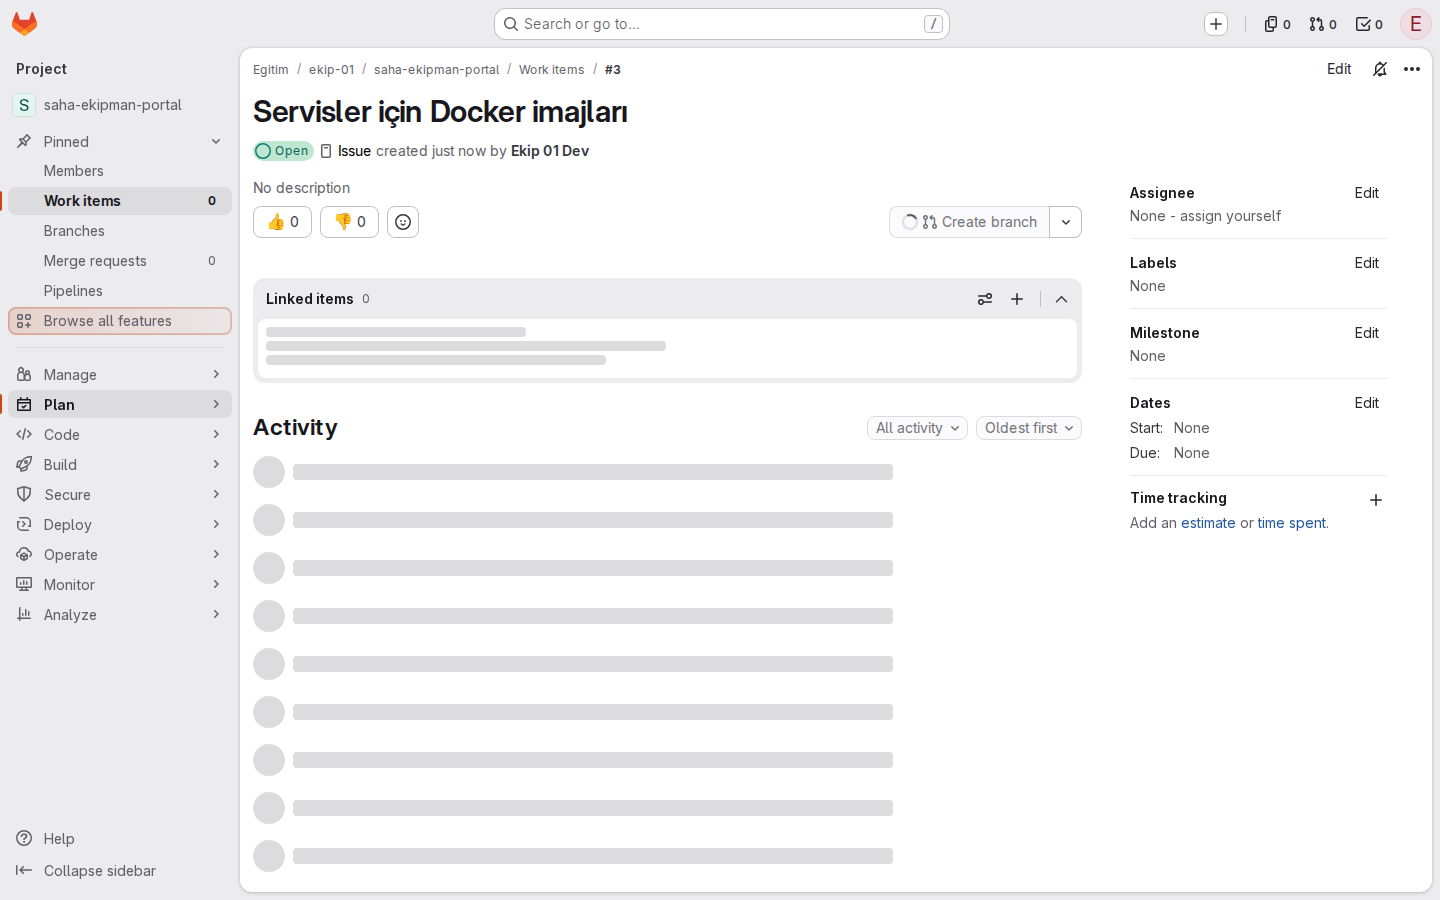 Search or go to...
/
0
0
0
E
Project
S
saha-ekipman-portal
Pinned
Members
Work items
0
Branches
Merge requests
0
Pipelines
Browse all features
Manage
Plan
Code
Build
Secure
Deploy
Operate
Monitor
Analyze
Help
Collapse sidebar
Egitim / ekip-01 / saha-ekipman-portal / Work items / #3
Edit
Servisler için Docker imajları
Open Issue created just now by Ekip 01 Dev
No description
👍 0
👎 0
Create branch
Linked items 0
Activity
All activity
Oldest first
Assignee
Edit
None - assign yourself
Labels
Edit
None
Milestone
Edit
None
Dates
Edit
Start: None
Due: None
Time tracking
Add an estimate or time spent.